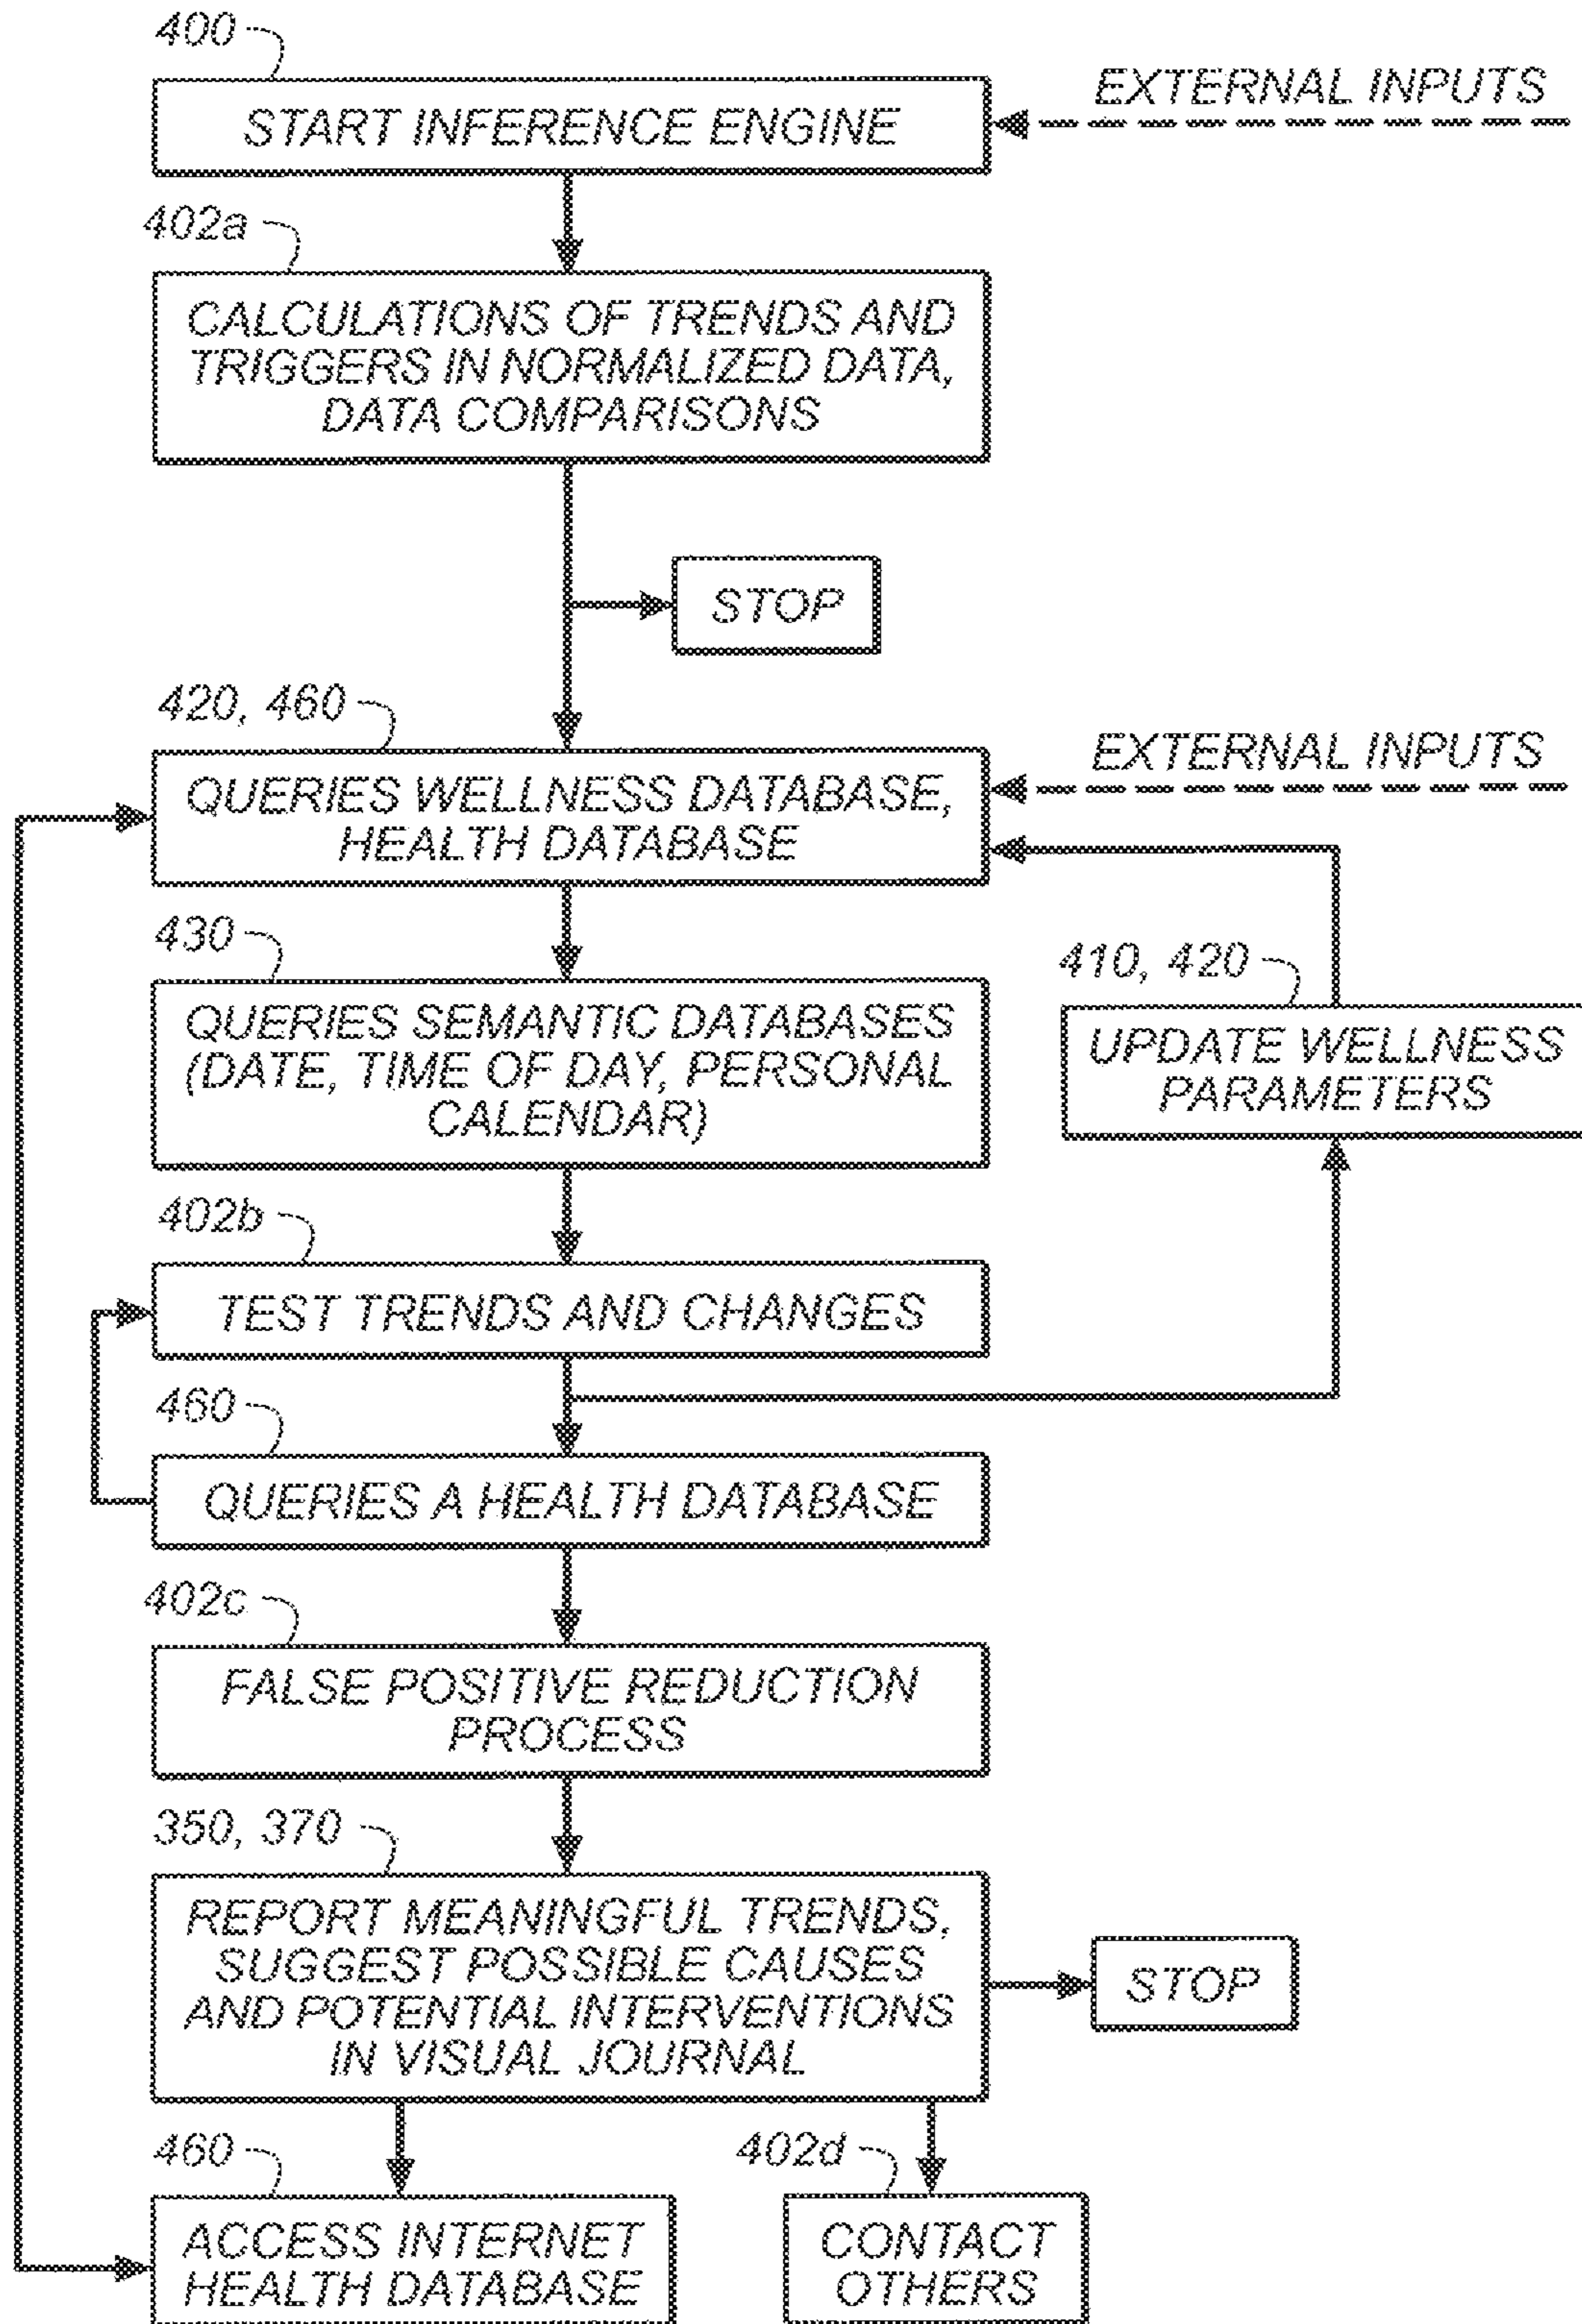 400
START INFERENCE ENGINE
EXTERNAL INPUTS
402a
CALCULATIONS OF TRENDS AND
TRIGGERS IN NORMALIZED DATA,
DATA COMPARISONS
STOP
420, 460
QUERIES WELLNESS DATABASE,
HEALTH DATABASE
EXTERNAL INPUTS
430
QUERIES SEMANTIC DATABASES
(DATE, TIME OF DAY, PERSONAL
CALENDAR)
410, 420
UPDATE WELLNESS
PARAMETERS
402b
TEST TRENDS AND CHANGES
460
QUERIES A HEALTH DATABASE
402c
FALSE POSITIVE REDUCTION
PROCESS
350, 370
REPORT MEANINGFUL TRENDS,
SUGGEST POSSIBLE CAUSES
AND POTENTIAL INTERVENTIONS
IN VISUAL JOURNAL
STOP
460
ACCESS INTERNET
HEALTH DATABASE
402d
CONTACT
OTHERS